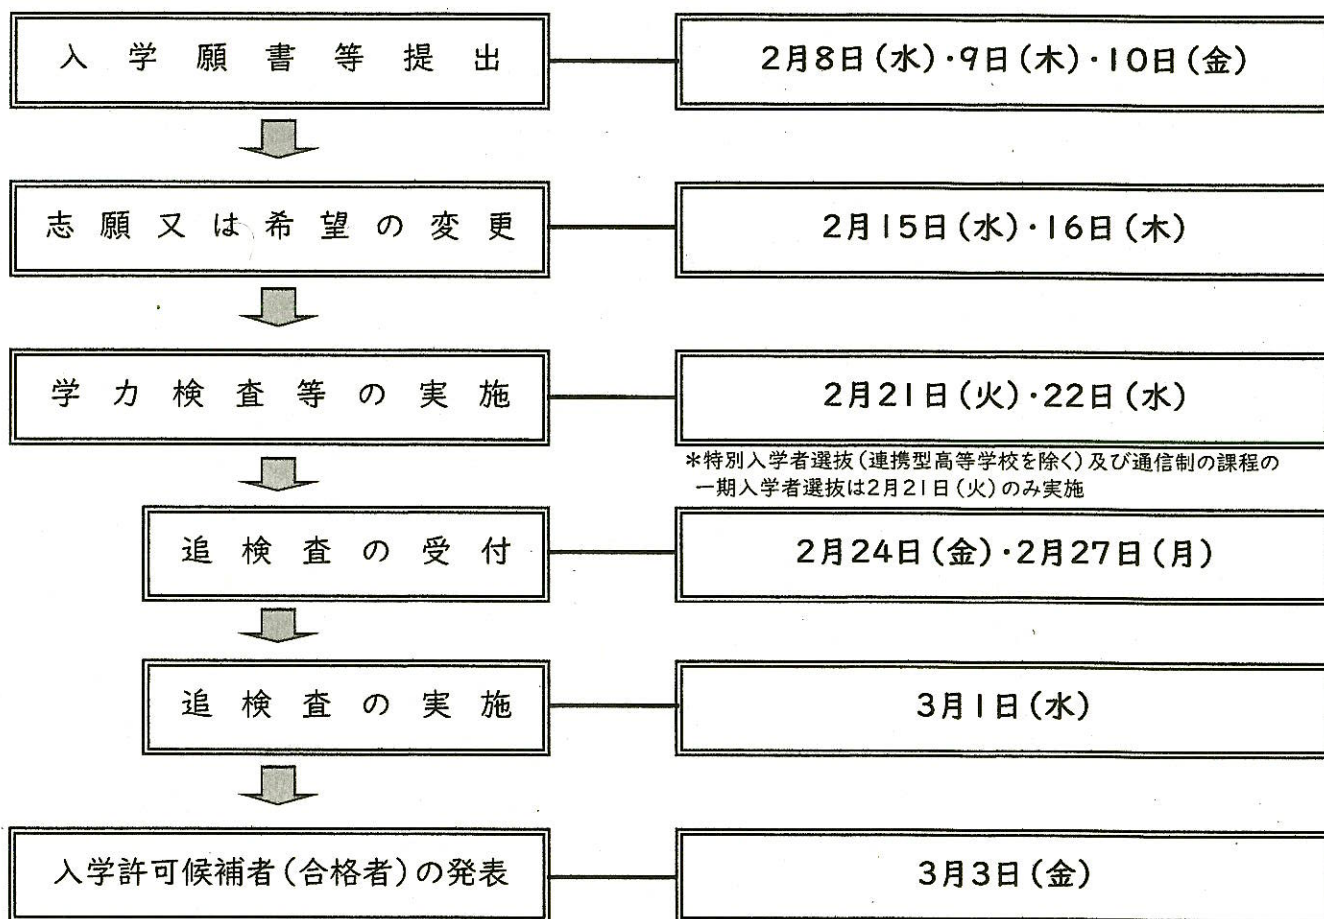 入学願書等提出
2月8日(水)・9日(木)・10日(金)
志願又は希望の変更
2月15日(水)・16日(木)
学力検査等の実施
2月21日(火)・22日(水)
*特別入学者選抜(連携型高等学校を除く)及び通信制の課程の
一期入学者選抜は2月21日(火)のみ実施
追検査の受付
2月24日(金)・2月27日(月)
追検査の実施
3月1日(水)
入学許可候補者(合格者)の発表
3月3日(金)